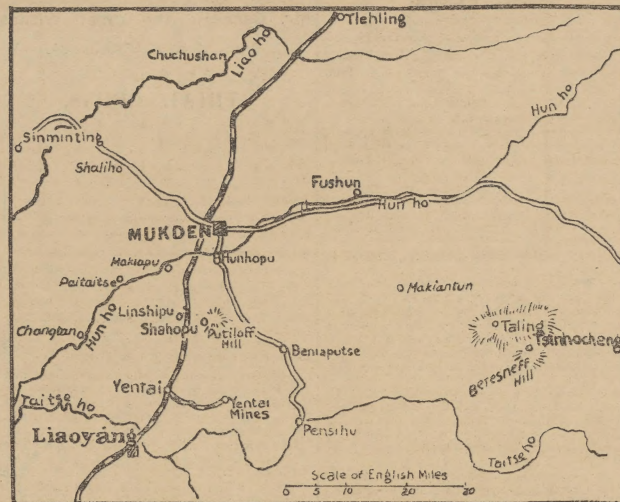 Tiehling
Chuchushan
Liao ho
Hun ho
Sinminting
Shaliho
Fushun
Hun ho
MUKDEN
Hunhopu
Makiapu
Paitaitse
Makiantun
Hun ho
Linshipu
Changtan
Shahopu
Putiloff
Hill
Taling
Tsinhocheng
Beniaputse
Beresneff
Hill
Yentai
Yentai
Mines
Taitse ho
Liaoyang
Pensihu
Taitse ho
Scale of English Miles
0 5 10 20 30